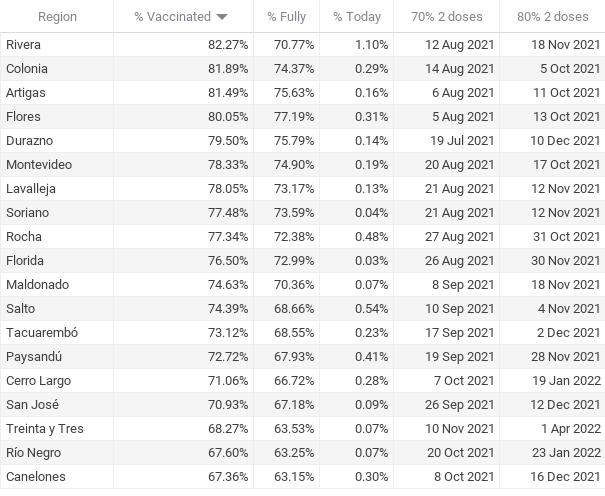 Region % Vaccinated % Fully % Today 70% 2 doses 80% 2 doses
Rivera 82.27% 70.77% 1.10% 12 Aug 2021 18 Nov 2021
Colonia 81.89% 74.37% 0.29% 14 Aug 2021 5 Oct 2021
Artigas 81.49% 75.63% 0.16% 6 Aug 2021 11 Oct 2021
Flores 80.05% 77.19% 0.31% 5 Aug 2021 13 Oct 2021
Durazno 79.50% 75.79% 0.14% 19 Jul 2021 10 Dec 2021
Montevideo 78.33% 74.90% 0.19% 20 Aug 2021 17 Oct 2021
Lavalleja 78.05% 73.17% 0.13% 21 Aug 2021 12 Nov 2021
Soriano 77.48% 73.59% 0.04% 21 Aug 2021 12 Nov 2021
Rocha 77.34% 72.38% 0.48% 27 Aug 2021 31 Oct 2021
Florida 76.50% 72.99% 0.03% 26 Aug 2021 30 Nov 2021
Maldonado 74.63% 70.36% 0.07% 8 Sep 2021 18 Nov 2021
Salto 74.39% 68.66% 0.54% 10 Sep 2021 4 Nov 2021
Tacuarembó 73.12% 68.55% 0.23% 17 Sep 2021 2 Dec 2021
Paysandú 72.72% 67.93% 0.41% 19 Sep 2021 28 Nov 2021
Cerro Largo 71.06% 66.72% 0.28% 7 Oct 2021 19 Jan 2022
San José 70.93% 67.18% 0.09% 26 Sep 2021 12 Dec 2021
Treinta y Tres 68.27% 63.53% 0.07% 10 Nov 2021 1 Apr 2022
Río Negro 67.60% 63.25% 0.07% 20 Oct 2021 23 Jan 2022
Canelones 67.36% 63.15% 0.30% 8 Oct 2021 16 Dec 2021